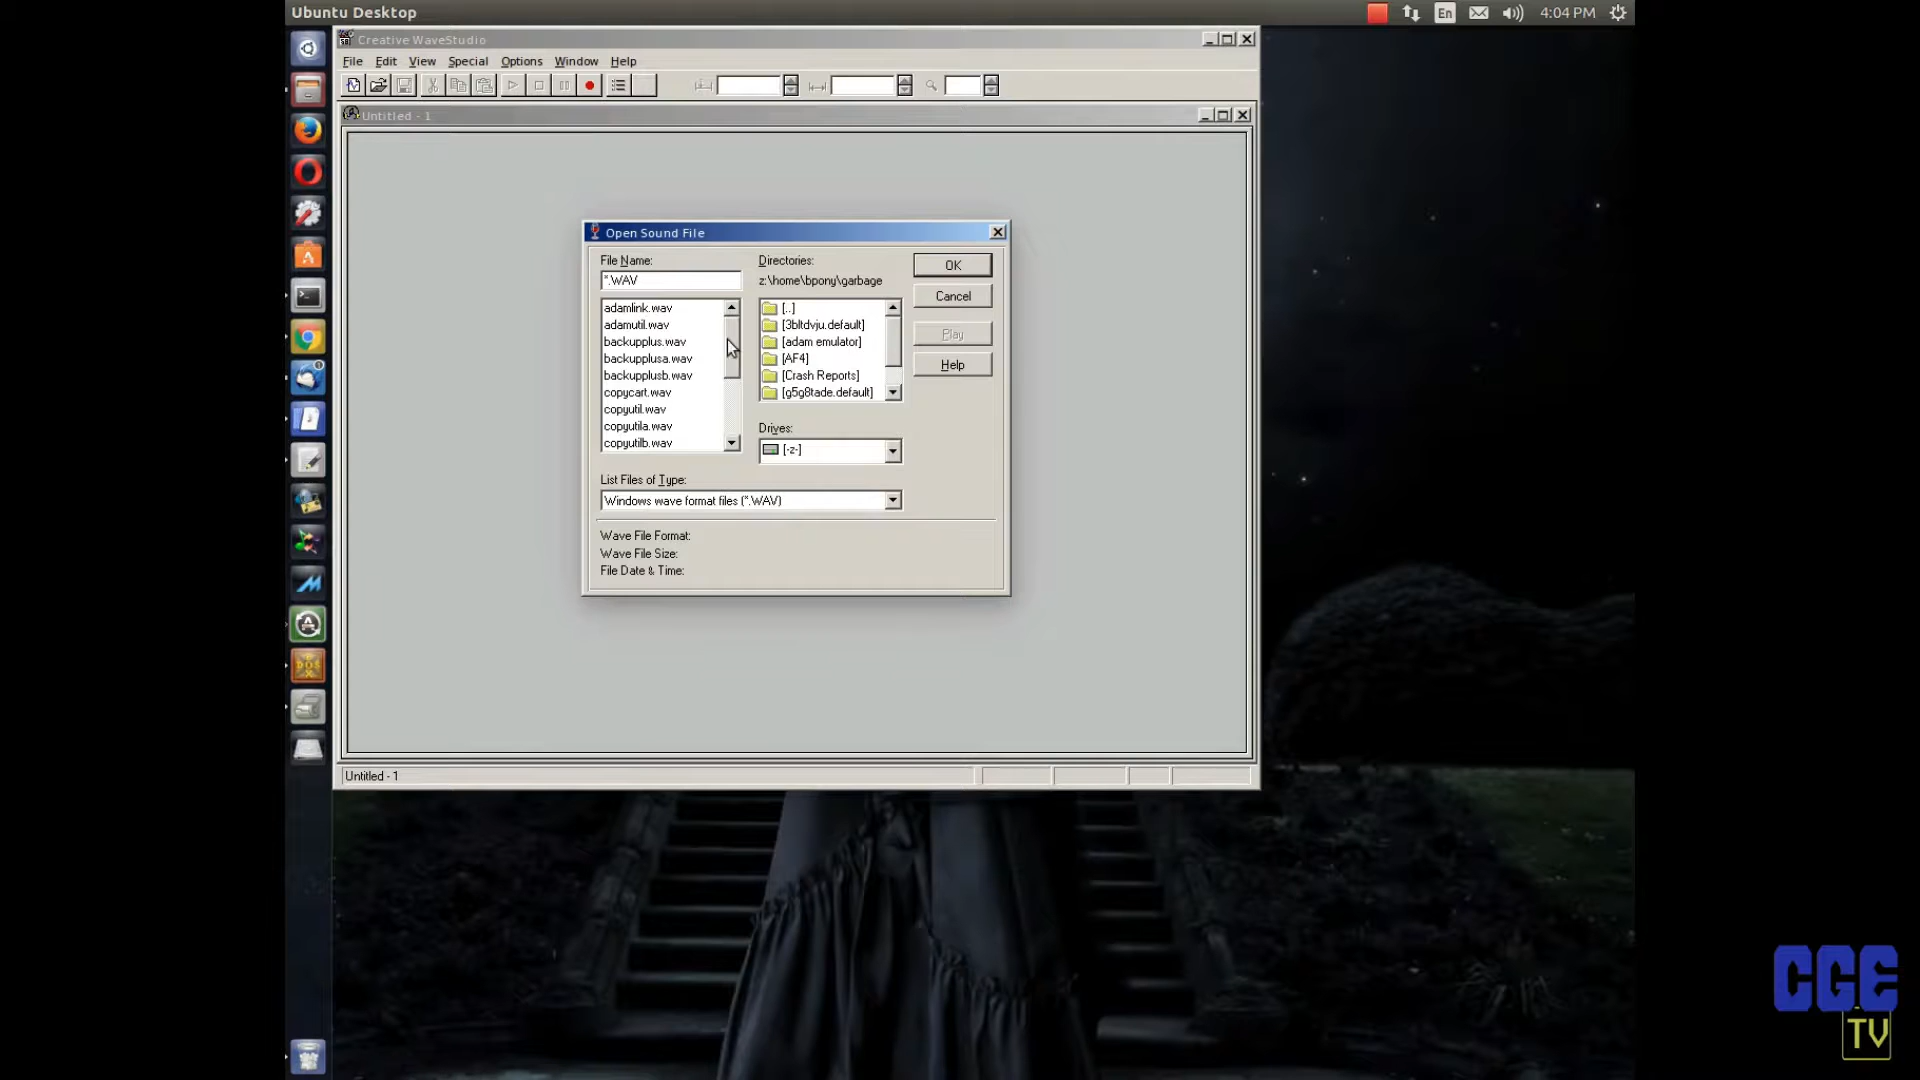 Ubuntu Desktop
En
4:04 PM
Creative WaveStudio
File Edit View Special Options Window Help
Untitled - 1
Open Sound File
File Name:
*.WAV
adamlink.wav
adamutil.wav
backupplus.wav
backupplusa.wav
backupplusb.wav
copycart.wav
copyutil.wav
copyutila.wav
copyutilb.wav
Directories:
z:\home\bpony\garbage
[..]
[3bltdvju.default]
[adam emulator]
[AF4]
[Crash Reports]
[g5g8tade.default]
OK
Cancel
Play
Help
Drives:
[-z-]
List Files of Type:
Windows wave format files (*.WAV)
Wave File Format:
Wave File Size:
File Date & Time:
Untitled - 1
CGE
TV